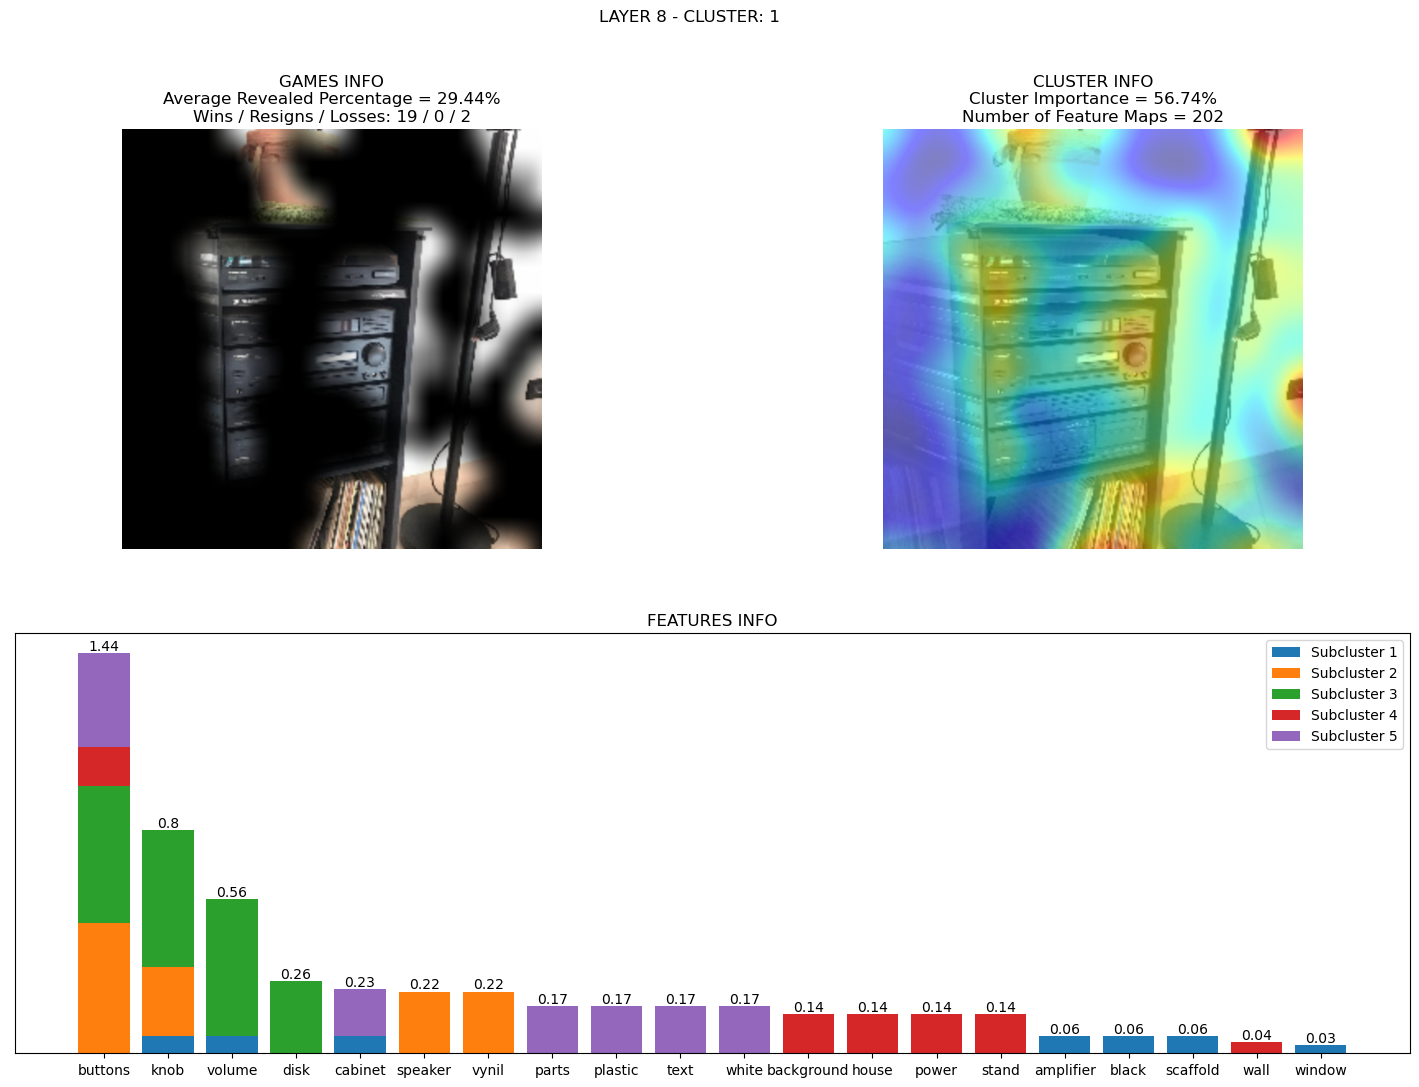 LAYER 8 - CLUSTER: 1
GAMES INFO
Average Revealed Percentage = 29.44%
Wins / Resigns / Losses: 19 / 0 / 2
CLUSTER INFO
Cluster Importance = 56.74%
Number of Feature Maps = 202
FEATURES INFO
1.44
0.8
0.56
0.26
0.23
0.22
0.22
0.17
0.17
0.17
0.17
0.14
0.14
0.14
0.14
0.06
0.06
0.06
0.04
0.03
Subcluster 1
Subcluster 2
Subcluster 3
Subcluster 4
Subcluster 5
buttons knob volume disk cabinet speaker vynil parts plastic text white background house power stand amplifier black scaffold wall window